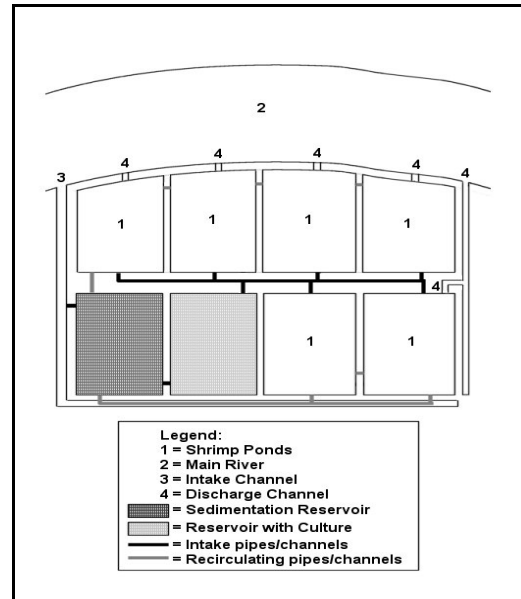 2
3
4
4
4
4
4
1
1
1
1
4
1
1
Legend:
1 = Shrimp Ponds
2 = Main River
3 = Intake Channel
4 = Discharge Channel
= Sedimentation Reservoir
= Reservoir with Culture
= Intake pipes/channels
= Recirculating pipes/channels